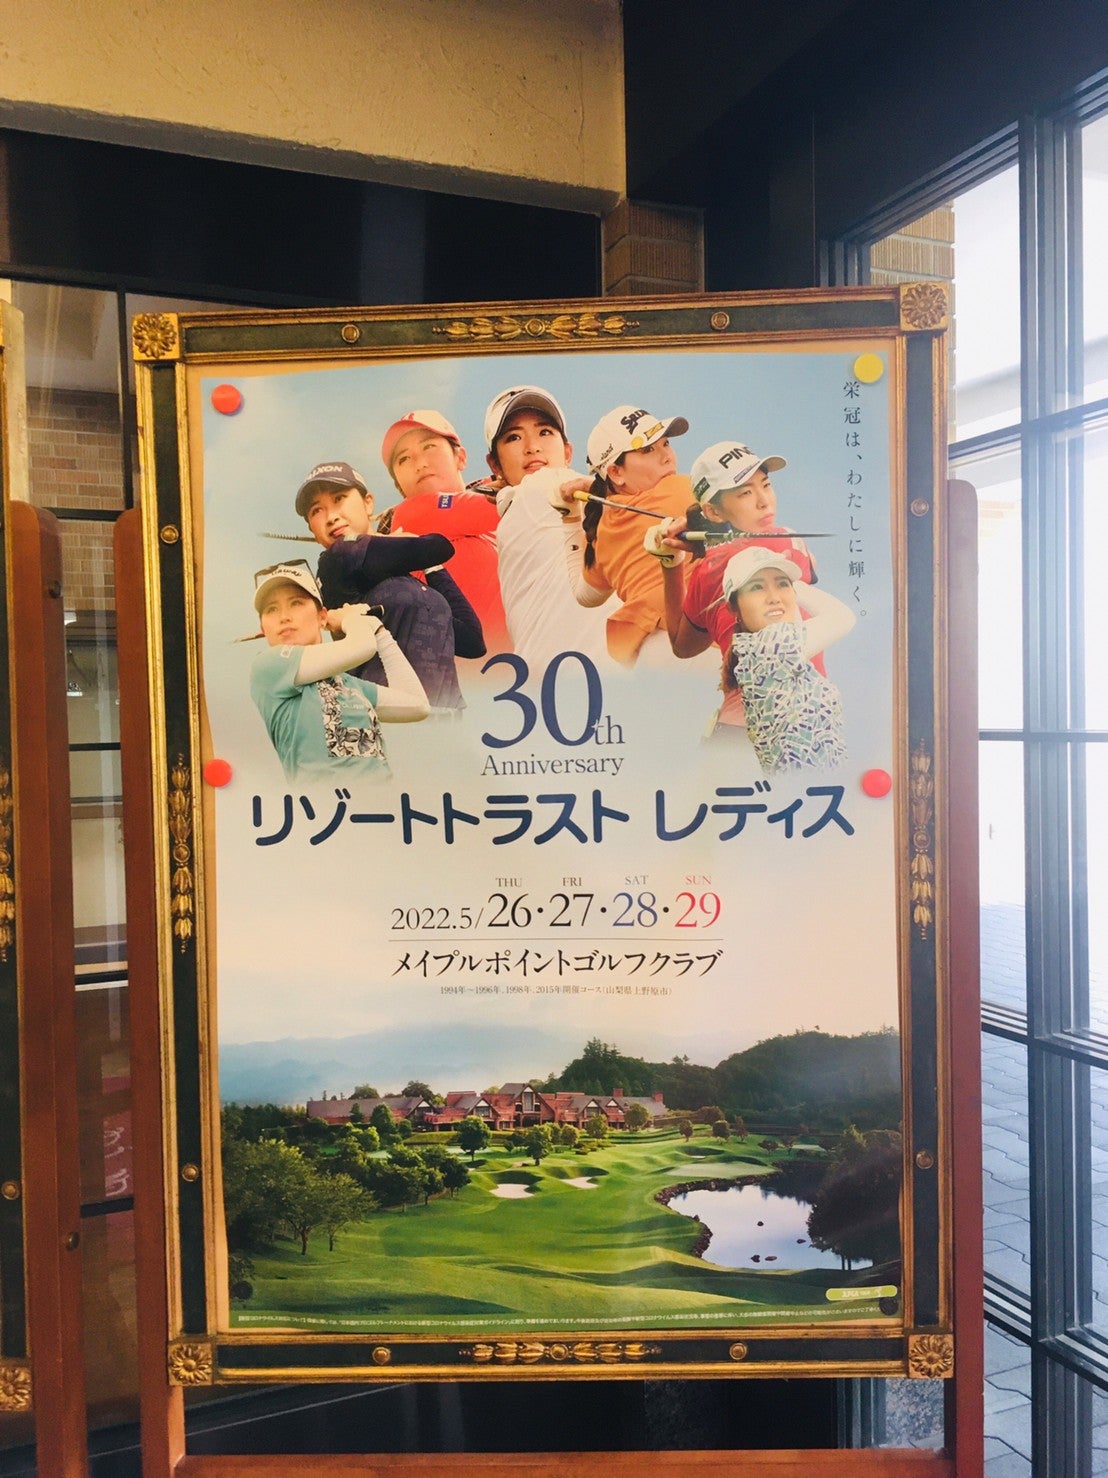 栄冠は、わたしに輝く。
SRIXON
PING
30th
Anniversary
リゾートトラスト レディス
THU FRI SAT SUN
2022.5/26・27・28・29
メイプルポイントゴルフクラブ
1994年〜1996年、1998年、2015年開催コース(山梨県上野原市)